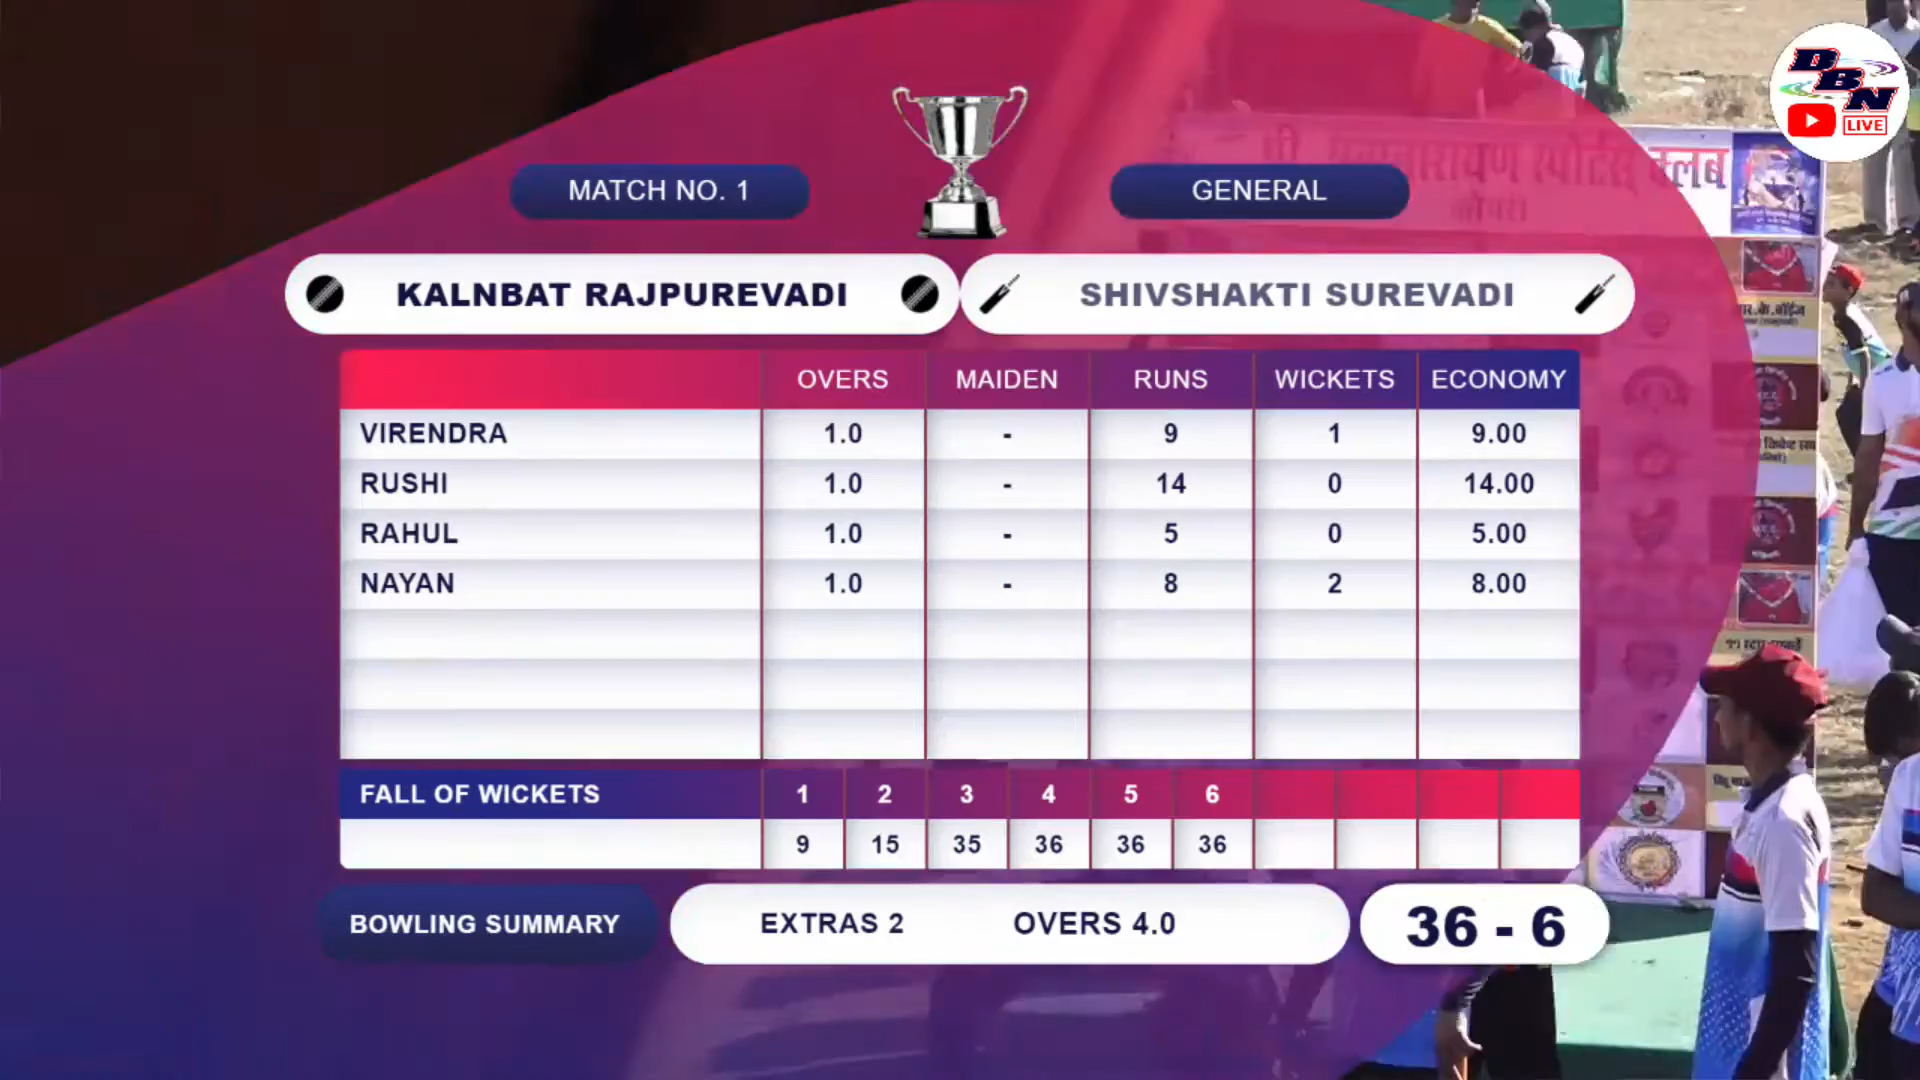 DBN
LIVE
MATCH NO. 1
GENERAL
KALNBAT RAJPUREVADI
SHIVSHAKTI SUREVADI
OVERS MAIDEN RUNS WICKETS ECONOMY
VIRENDRA 1.0 - 9 1 9.00
RUSHI 1.0 - 14 0 14.00
RAHUL 1.0 - 5 0 5.00
NAYAN 1.0 - 8 2 8.00
FALL OF WICKETS 1 2 3 4 5 6
9 15 35 36 36 36
BOWLING SUMMARY EXTRAS 2 OVERS 4.0 36 - 6